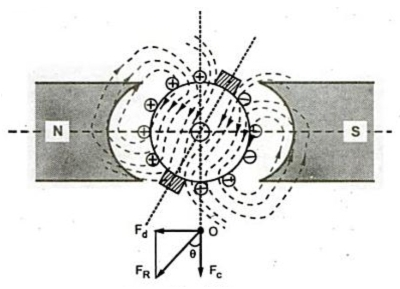 N S
F_d O
θ
F_R F_c